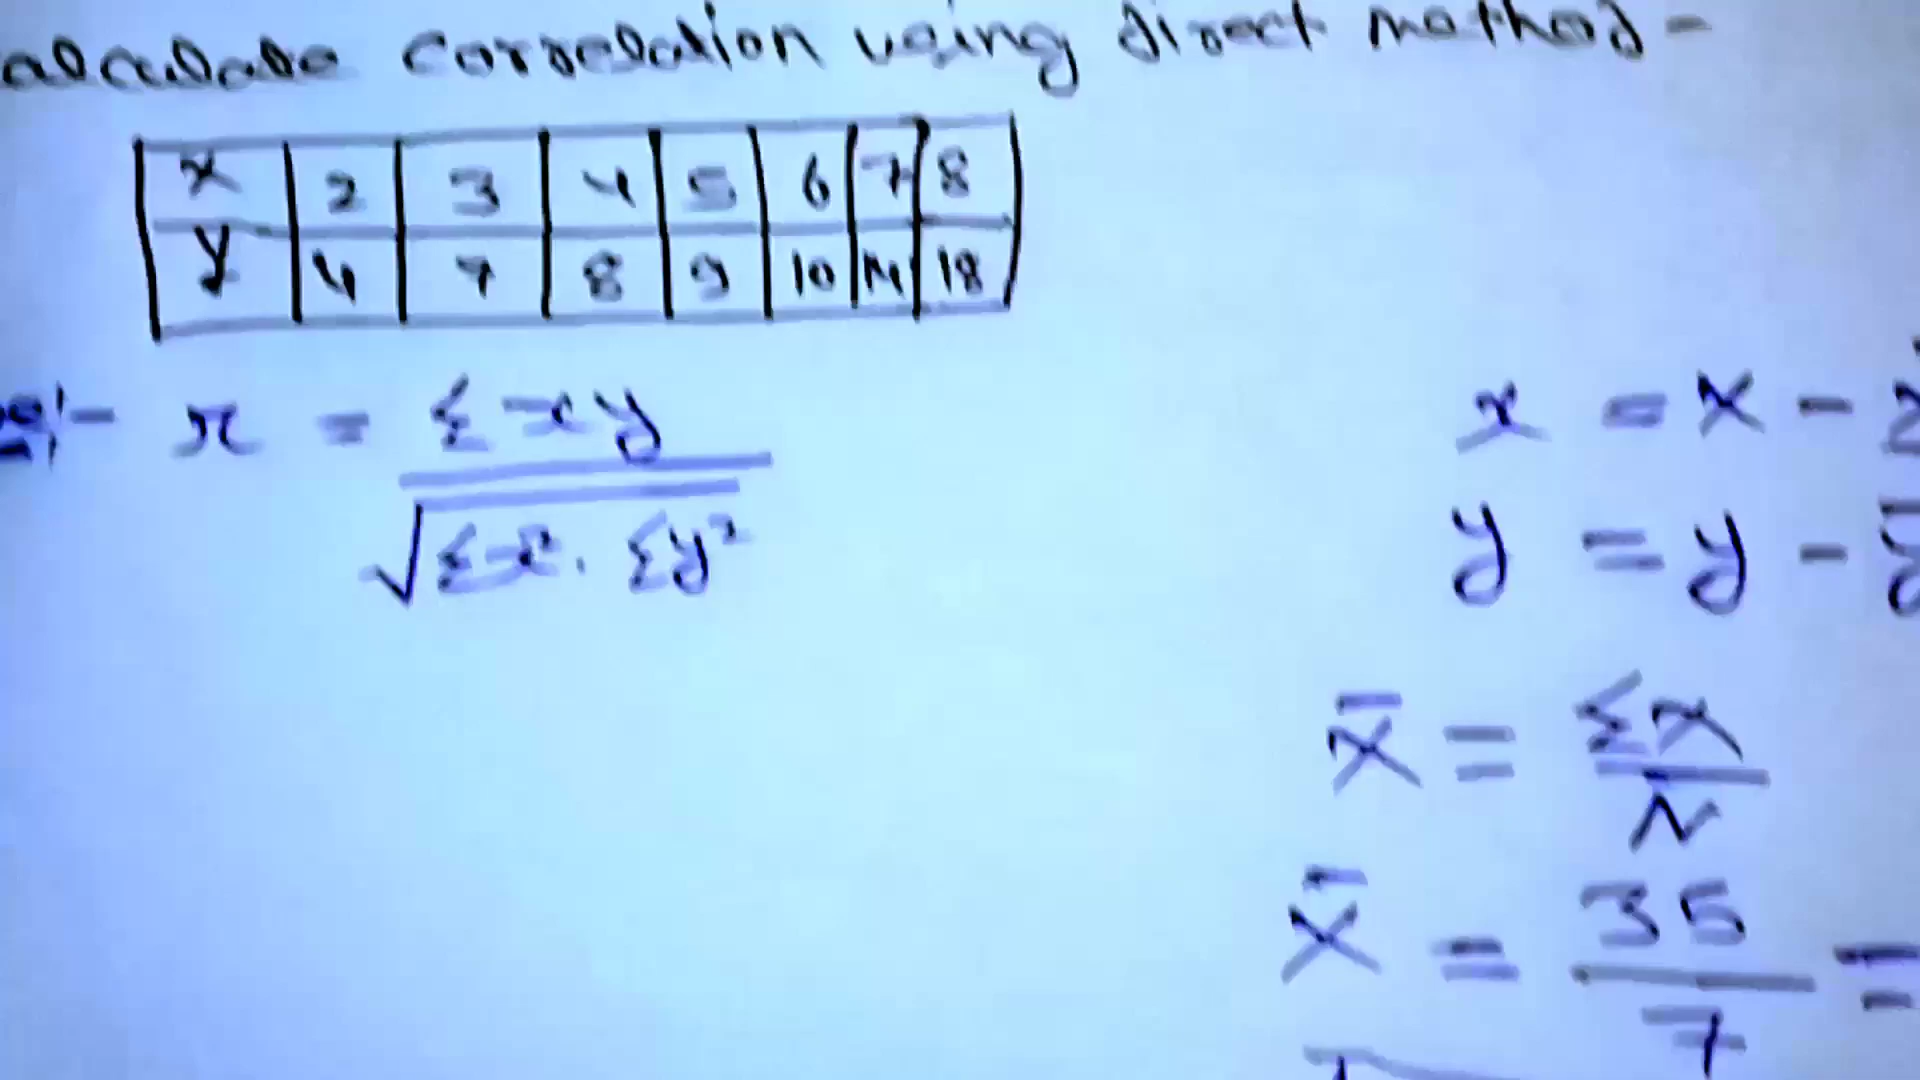 alculate correlation using direct method -
x 2 3 4 5 6 7 8
y 4 7 8 9 10 14 18
r = Σxy / √Σx². Σy²
x = X -
y = y -
X̄ = ΣX / N
X̄ = 35 / 7 =